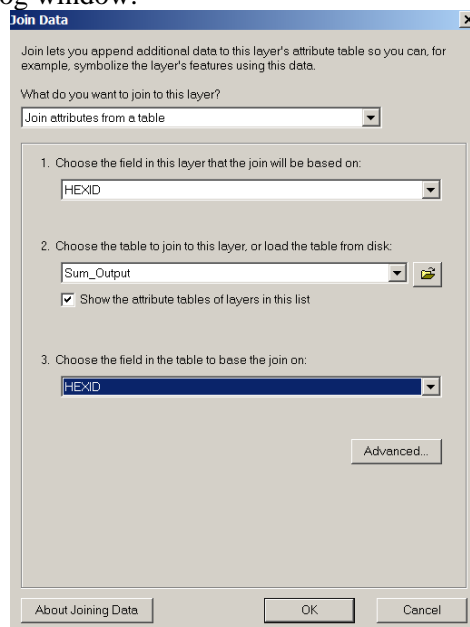 og window:
Join Data
Join lets you append additional data to this layer's attribute table so you can, for
example, symbolize the layer's features using this data.
What do you want to join to this layer?
Join attributes from a table
1. Choose the field in this layer that the join will be based on:
HEXID
2. Choose the table to join to this layer, or load the table from disk:
Sum_Output
Show the attribute tables of layers in this list
3. Choose the field in the table to base the join on:
HEXID
Advanced...
About Joining Data
OK
Cancel